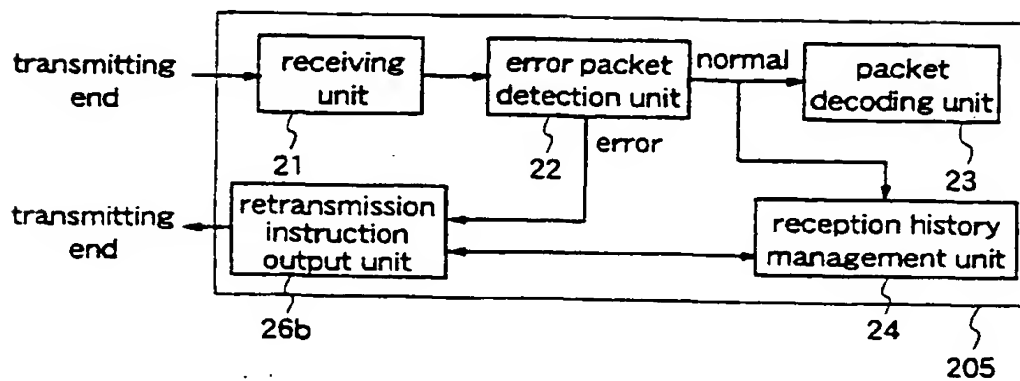 transmitting
end
receiving
unit
21
error packet
detection unit
22
normal
error
packet
decoding unit
23
transmitting
end
retransmission
instruction
output unit
26b
reception history
management unit
24
205